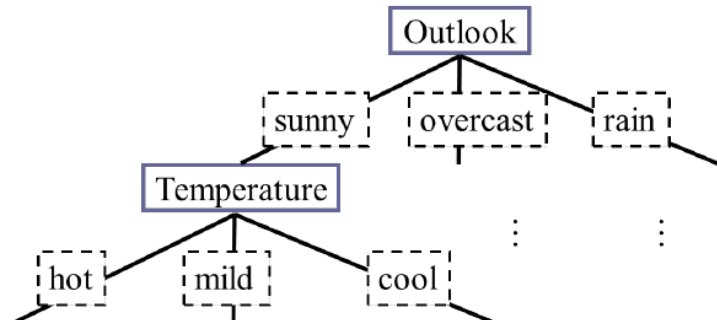 Outlook
sunny overcast rain
Temperature
⋮ ⋮
hot mild cool